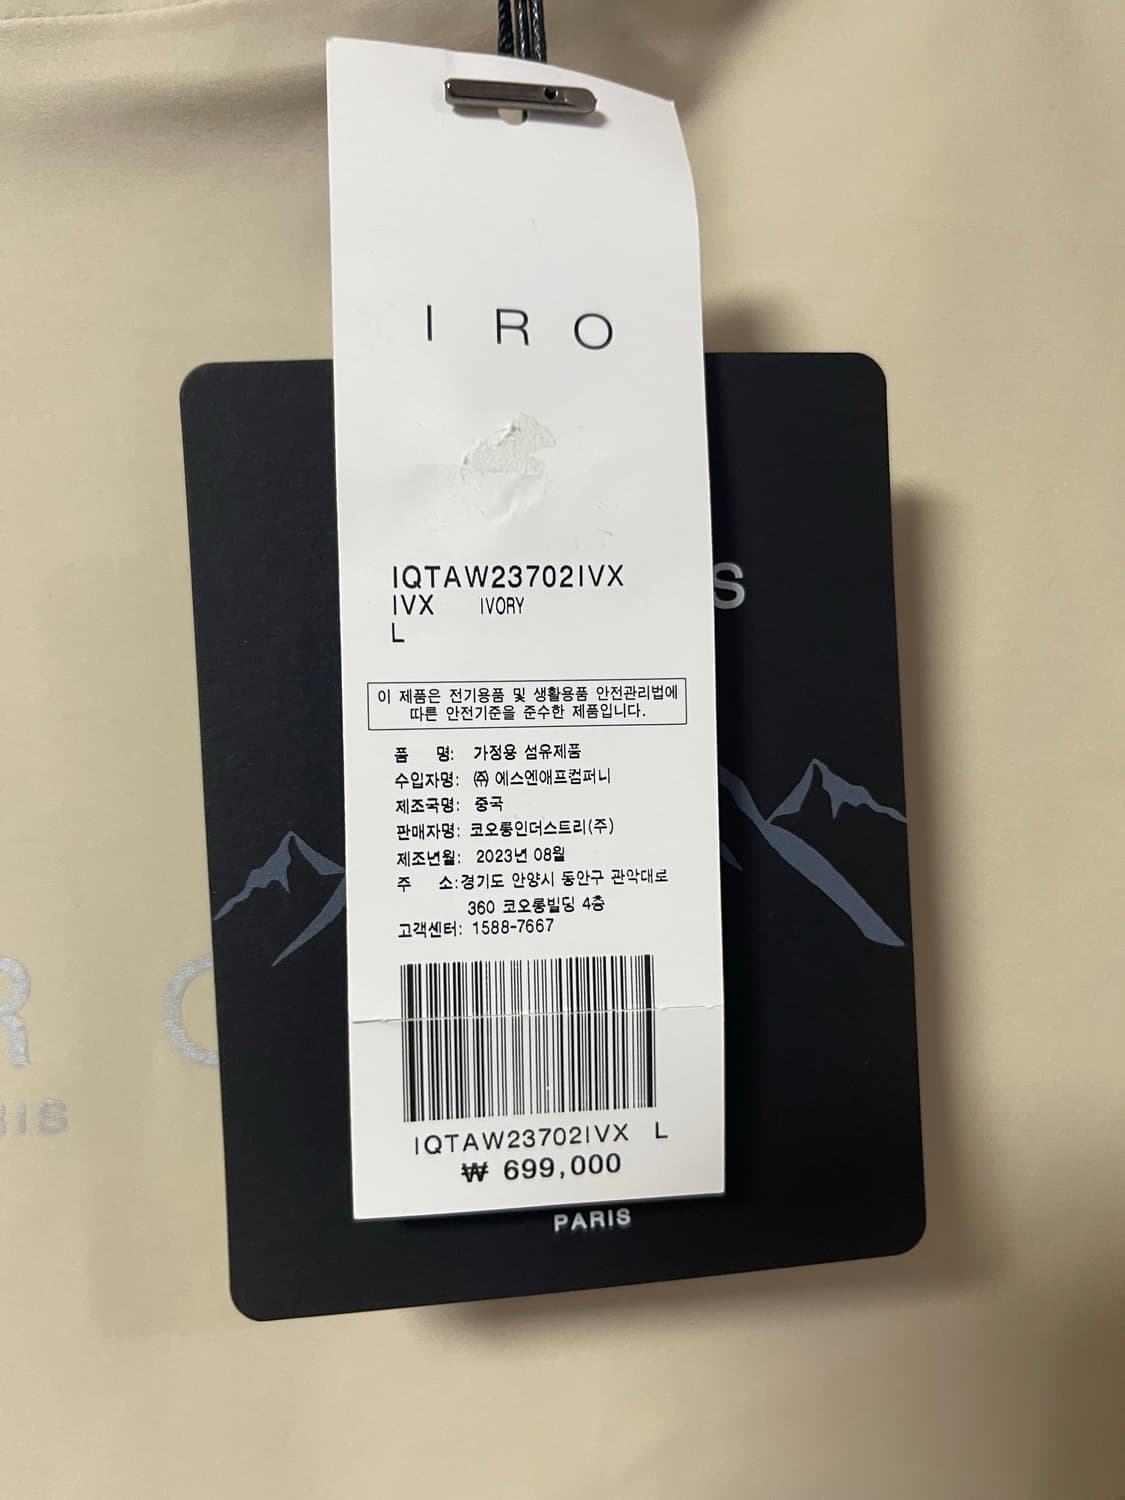 I R O
IQTAW23702IVX
IVX IVORY
L
S
이 제품은 전기용품 및 생활용품 안전관리법에
따른 안전기준을 준수한 제품입니다.
품 명: 가정용 섬유제품
수입자명: ㈜ 에스엔애프컴퍼니
제조국명: 중국
판매자명: 코오롱인더스트리(주)
제조년월: 2023년 08월
주 소:경기도 안양시 동안구 관악대로
360 코오롱빌딩 4층
고객센터: 1588-7667
R O
RIS
IQTAW23702IVX L
₩ 699,000
PARIS